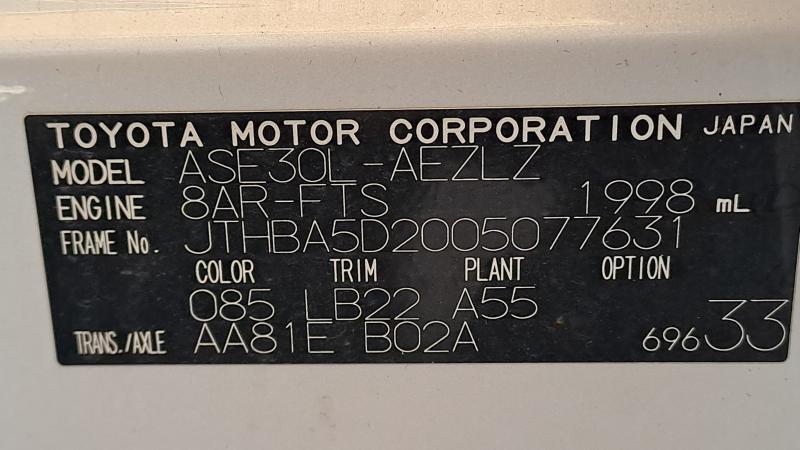 TOYOTA MOTOR CORPORATION JAPAN
MODEL ASE30L-AEZLZ
ENGINE 8AR-FTS 1998 mL
FRAME No. JTHBA5D2005077631
COLOR TRIM PLANT OPTION
085 LB22 A55
TRANS./AXLE AA81E B02A 696 33